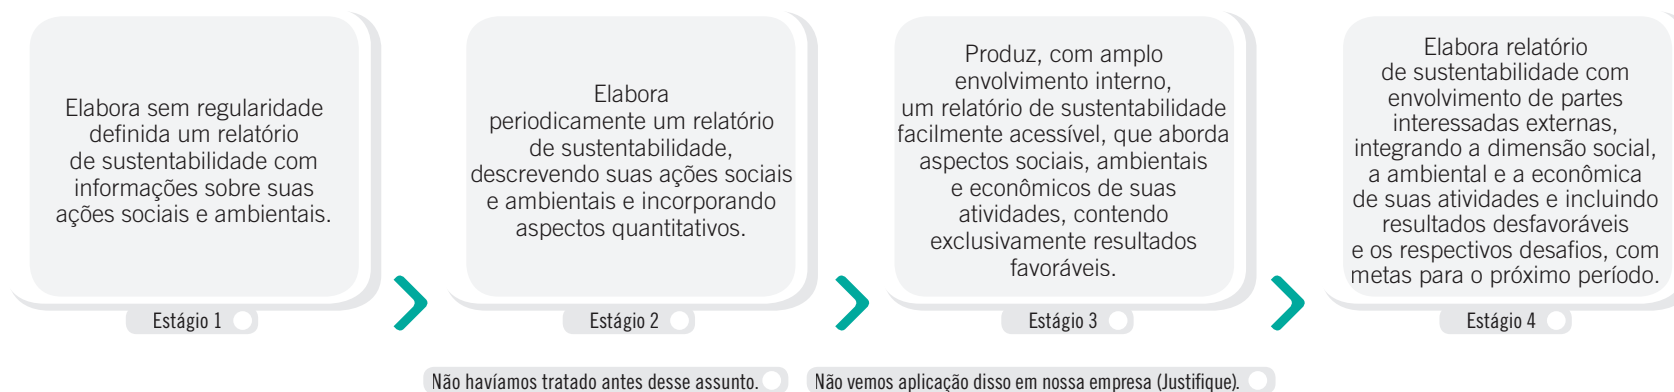 Elabora sem regularidade
definida um relatório
de sustentabilidade com
informações sobre suas
ações sociais e ambientais.
Estágio 1
Elabora
periodicamente um relatório
de sustentabilidade,
descrevendo suas ações sociais
e ambientais e incorporando
aspectos quantitativos.
Estágio 2
Produz, com amplo
envolvimento interno,
um relatório de sustentabilidade
facilmente acessível, que aborda
aspectos sociais, ambientais
e econômicos de suas
atividades, contendo
exclusivamente resultados
favoráveis.
Estágio 3
Elabora relatório
de sustentabilidade com
envolvimento de partes
interessadas externas,
integrando a dimensão social,
a ambiental e a econômica
de suas atividades e incluindo
resultados desfavoráveis
e os respectivos desafios, com
metas para o próximo período.
Estágio 4
Não havíamos tratado antes desse assunto.
Não vemos aplicação disso em nossa empresa (Justifique).